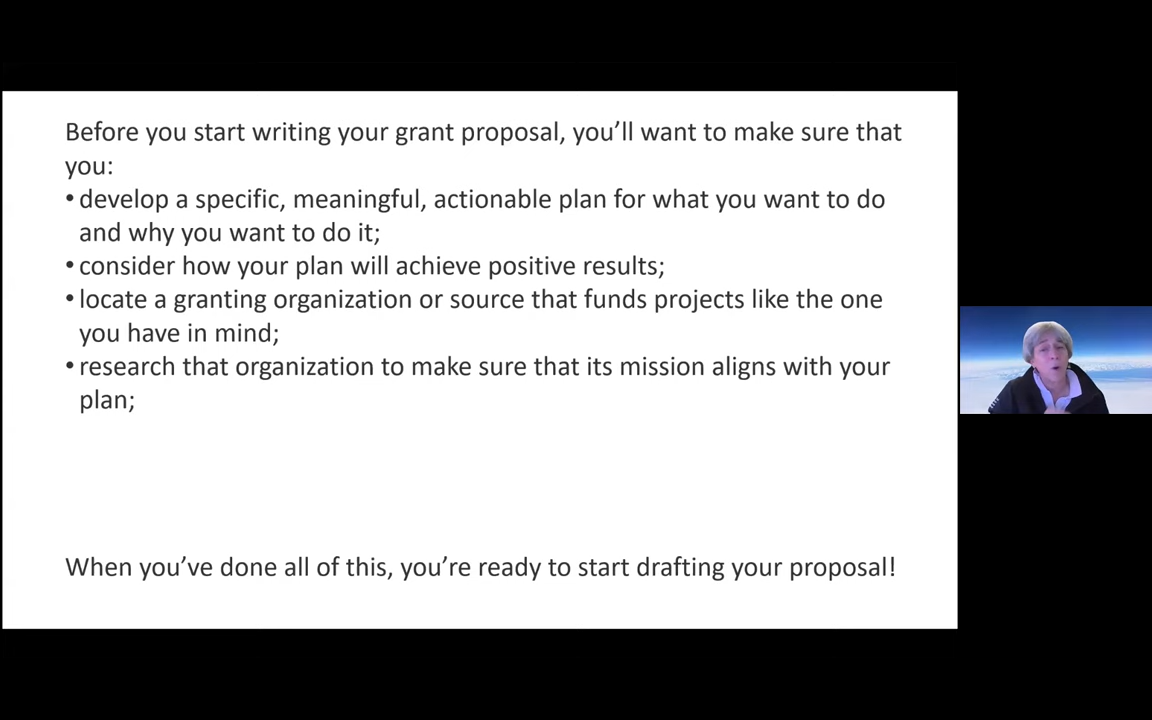 Before you start writing your grant proposal, you’ll want to make sure that
you:
• develop a specific, meaningful, actionable plan for what you want to do
and why you want to do it;
• consider how your plan will achieve positive results;
• locate a granting organization or source that funds projects like the one
you have in mind;
• research that organization to make sure that its mission aligns with your
plan;
When you’ve done all of this, you’re ready to start drafting your proposal!